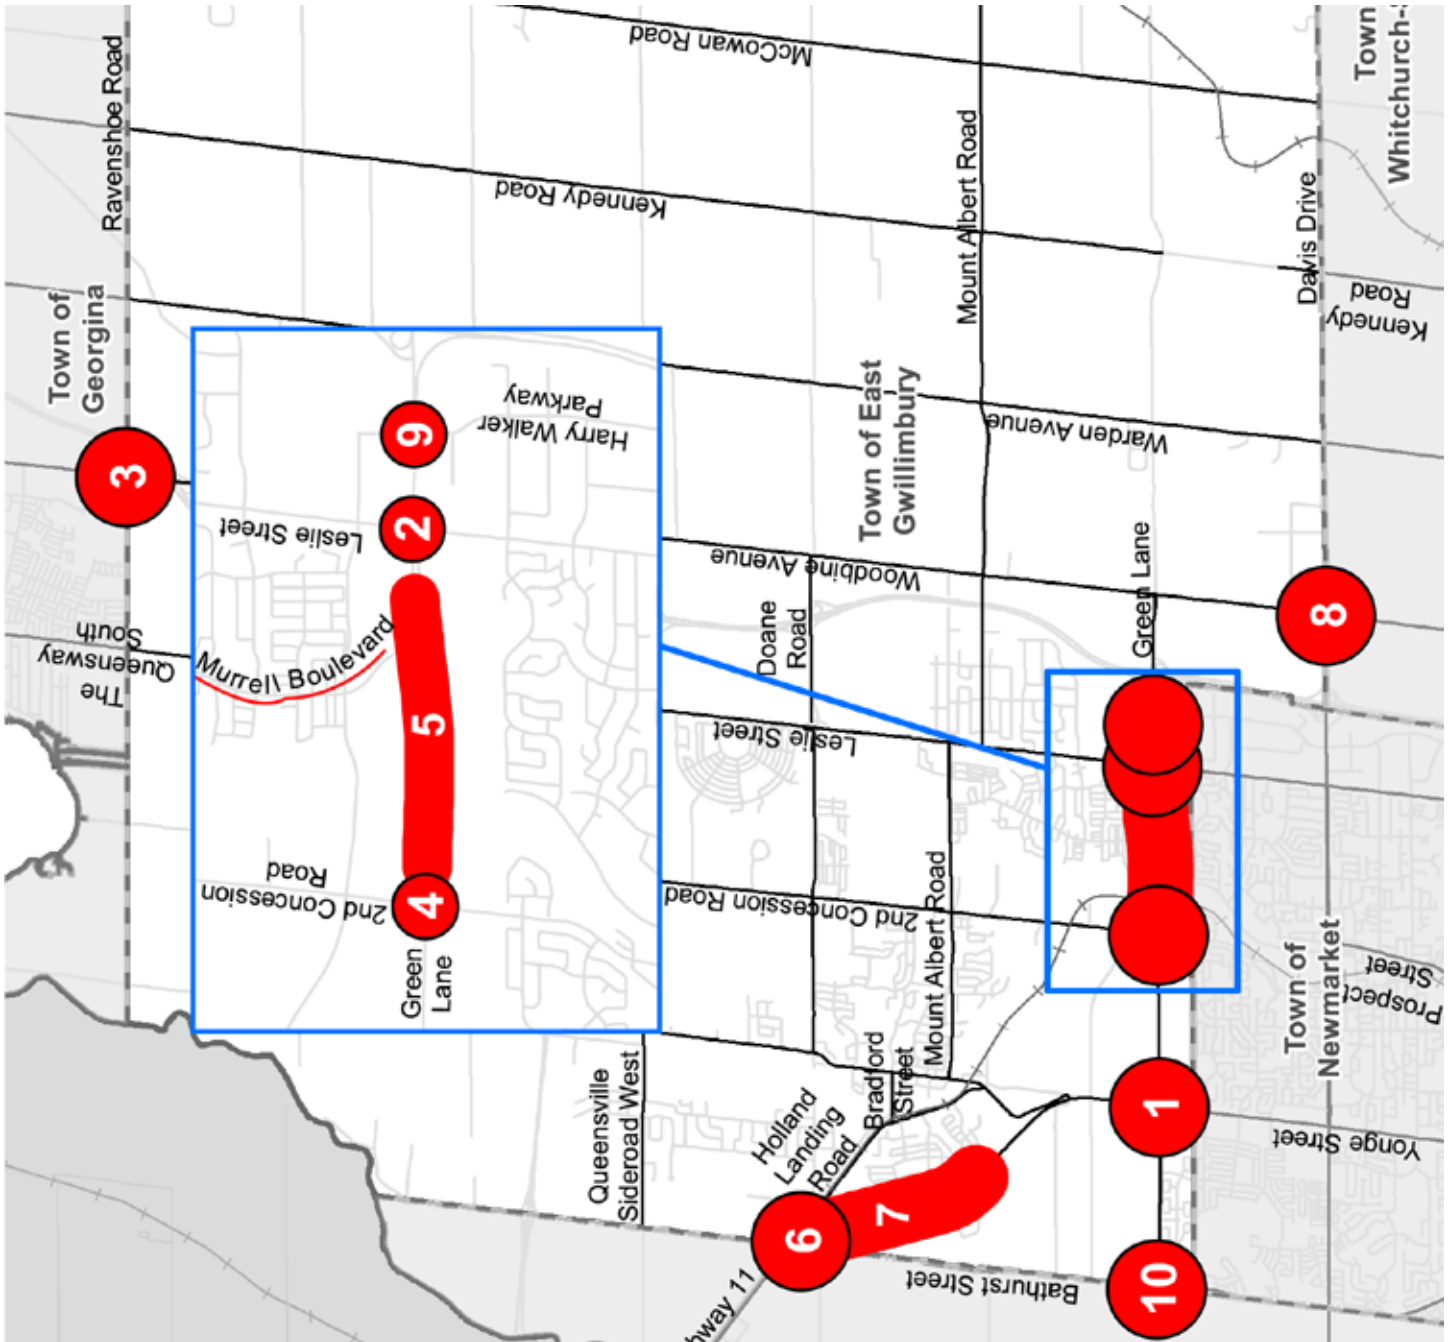 McCowan Road
Town
Whitchurch-
Ravenshoe Road
Kennedy Road
Mount Albert Road
Davis Drive
Kennedy
Road
Town of
Georgina
3
Harry Walker
Parkway
9
2
Leslie Street
Murrell Boulevard
5
4
2nd Concession
Road
Green
Lane
The
Queensway
South
Town of East
Gwillimbury
Warden Avenue
Woodbine Avenue
Green Lane
8
Doane
Road
Leslie Street
2nd Concession Road
Mount Albert Road
Town of
Newmarket
Prospect
Street
Queensville
Sideroad West
Holland
Landing
Road
Bradford
Street
1
Yonge Street
6
7
hway 11
Bathurst Street
10